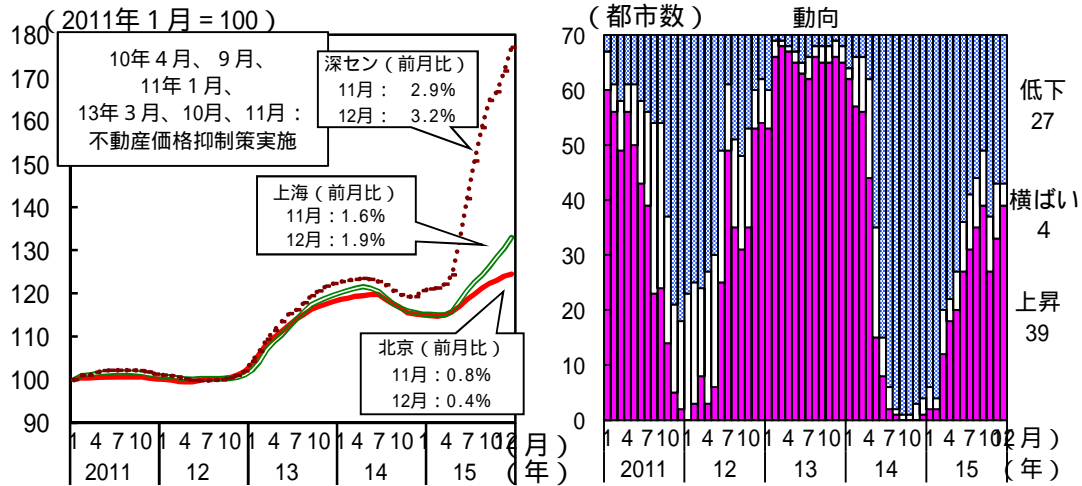 (2011年1月=100)
180
170
160
150
140
130
120
110
100
90
10年4月、 9月、
11年1月、
13年3月、10月、11月：
不動産価格抑制策実施
深セン（前月比）
11月： 2.9%
12月： 3.2%
上海（前月比）
11月：1.6%
12月：1.9%
北京（前月比）
11月：0.8%
12月：0.4%
1 4 7 10 1 4 7 10 1 4 7 10 1 4 7 10 1 4 7 10 12（月）
2011 12 13 14 15 （年）
（都市数） 動向
70
60
50
40
30
20
10
0
低下
27
横ばい
4
上昇
39
1 4 7 10 1 4 7 10 1 4 7 10 1 4 7 10 1 4 7 10 12（月）
2011 12 13 14 15 （年）